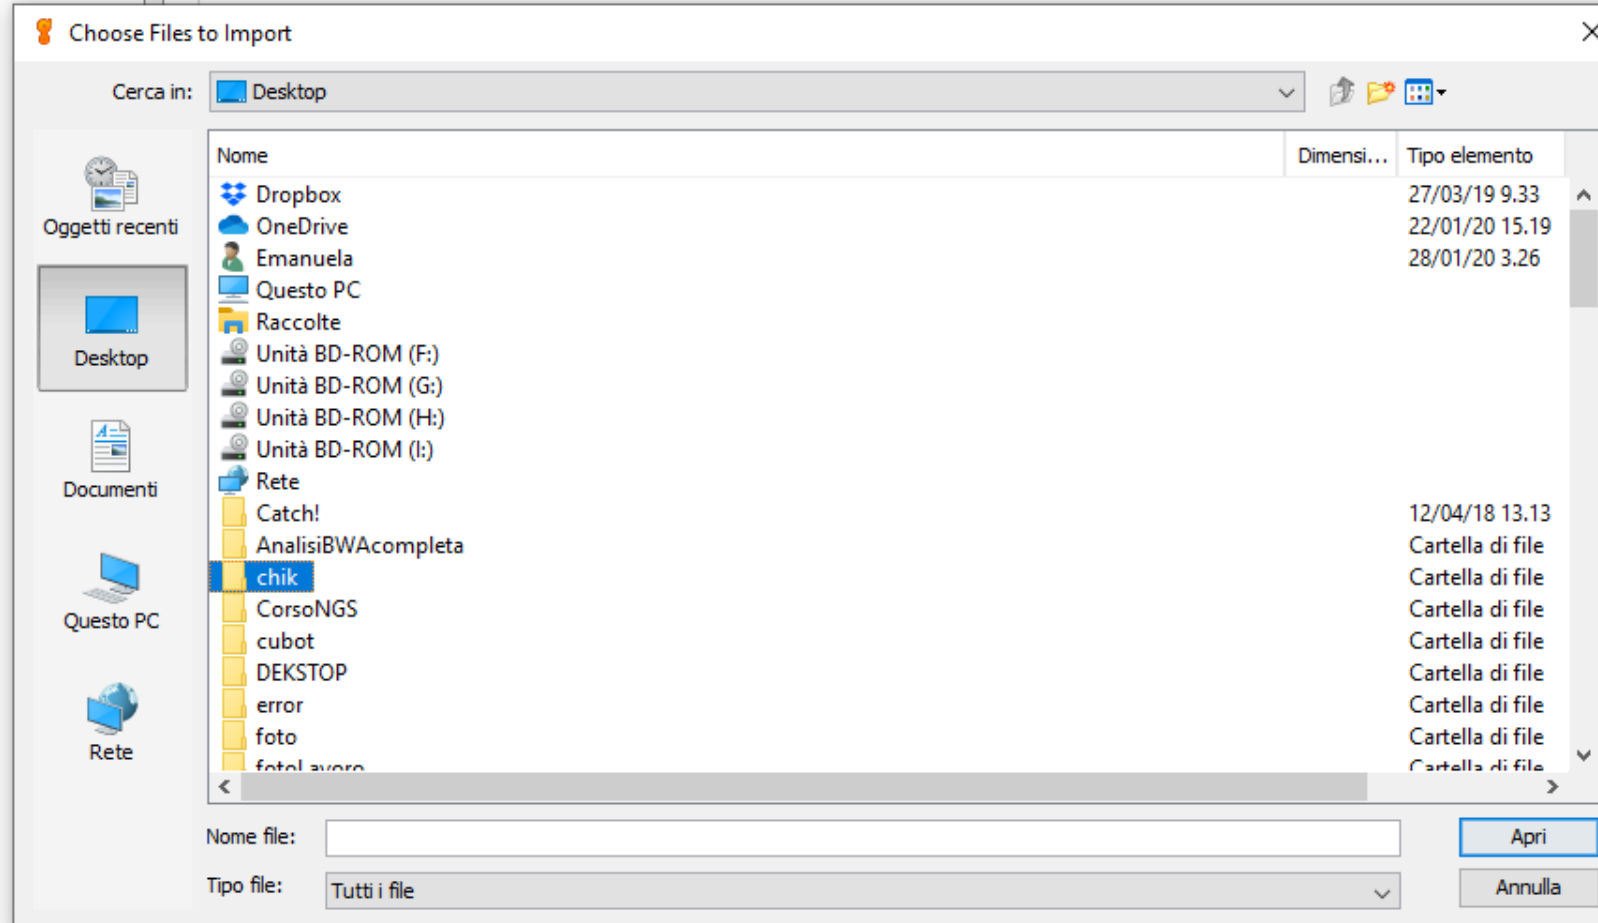 Choose Files to Import
Cerca in: Desktop
Nome Dimensi... Tipo elemento
Dropbox 27/03/19 9.33
OneDrive 22/01/20 15.19
Emanuela 28/01/20 3.26
Questo PC
Raccolte
Unità BD-ROM (F:)
Unità BD-ROM (G:)
Unità BD-ROM (H:)
Unità BD-ROM (I:)
Rete
Catch! 12/04/18 13.13
AnalisiBWAcompleta Cartella di file
chik Cartella di file
CorsoNGS Cartella di file
cubot Cartella di file
DEKSTOP Cartella di file
error Cartella di file
foto Cartella di file
fotoLavoro Cartella di file
Oggetti recenti
Desktop
Documenti
Questo PC
Rete
Nome file: Apri
Tipo file: Tutti i file Annulla